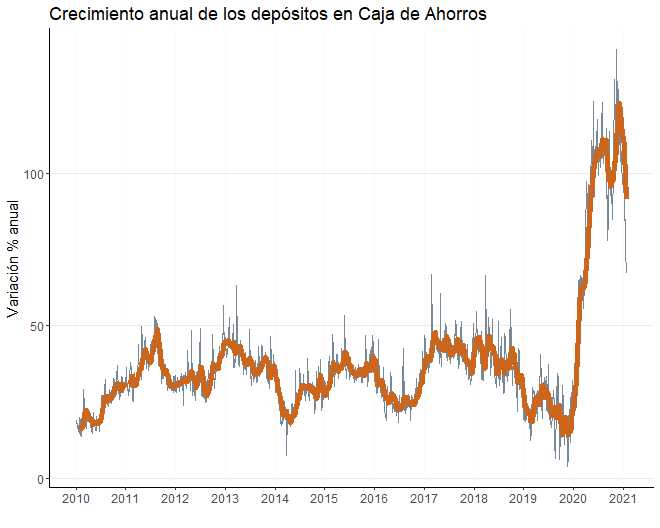 Crecimiento anual de los depósitos en Caja de Ahorros
Variación % anual
100
50
0
2010 2011 2012 2013 2014 2015 2016 2017 2018 2019 2020 2021